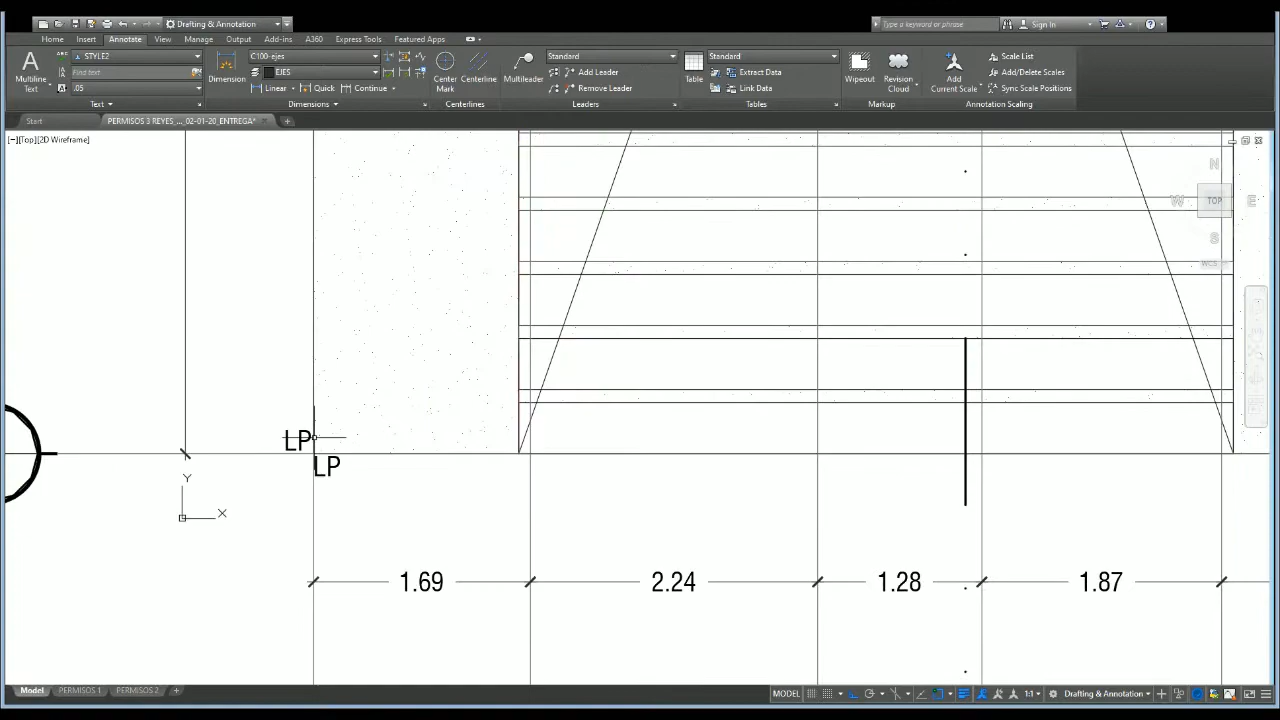 Drafting & Annotation
Type a keyword or phrase
Sign In
Home Insert Annotate View Manage Output Add-ins A360 Express Tools Featured Apps
A
Multiline
Text
ABC
STYLE2
Find text
.05
Text
Dimension
C100-ejes
EJES
Linear Quick Continue
Dimensions
Center
Mark
Centerline
Centerlines
Multileader
Standard
Add Leader
Remove Leader
Leaders
Table
Standard
Extract Data
Link Data
Tables
Wipeout
Revision
Cloud
Markup
Add
Current Scale
Scale List
Add/Delete Scales
Sync Scale Positions
Annotation Scaling
Start PERMISOS 3 REYES_..._02-01-20_ENTREGA*
[−][Top][2D Wireframe]
N
W TOP E
S
WCS
LP
LP
Y
X
1.69 2.24 1.28 1.87
Model PERMISOS 1 PERMISOS 2
MODEL 1:1 Drafting & Annotation